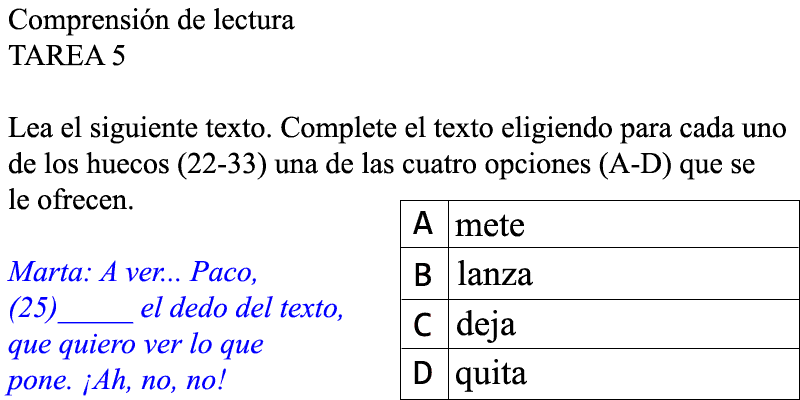 Comprensión de lectura
TAREA 5
Lea el siguiente texto. Complete el texto eligiendo para cada uno
de los huecos (22-33) una de las cuatro opciones (A-D) que se
le ofrecen.
Marta: A ver... Paco,
(25)_____ el dedo del texto,
que quiero ver lo que
pone. ¡Ah, no, no!
A mete
B lanza
C deja
D quita